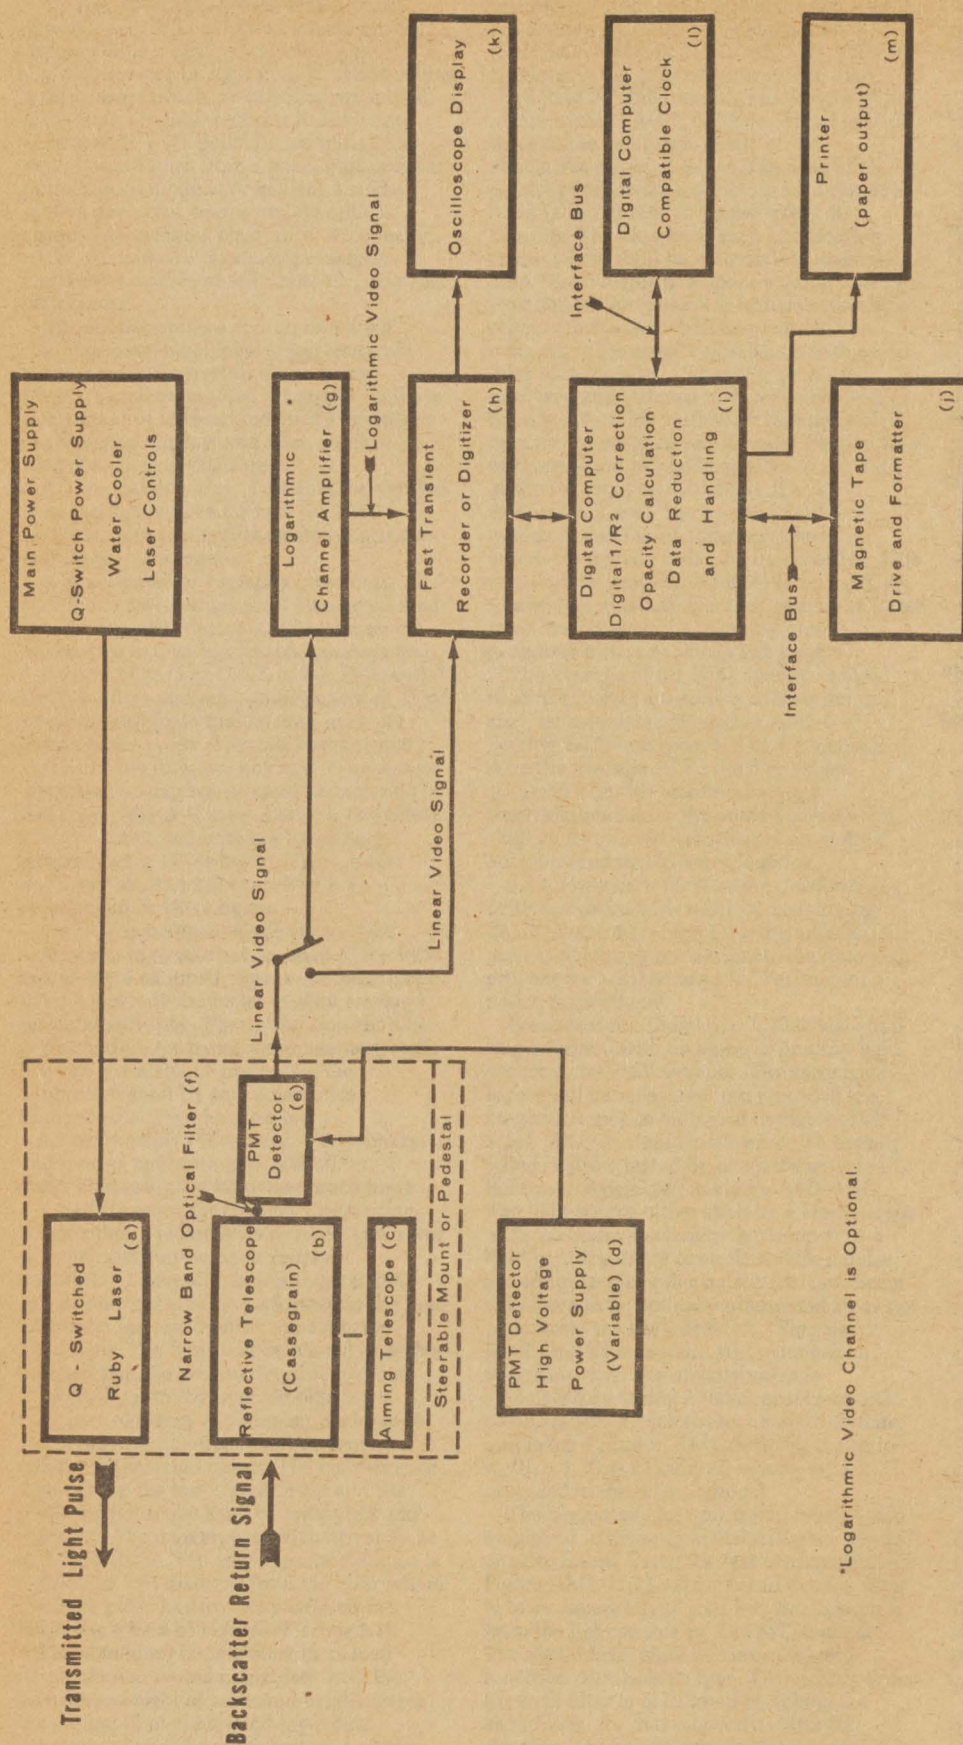 Transmitted Light Pulse
Backscatter Return Signal
Q - Switched
Ruby Laser
(a)
Narrow Band Optical Filter (f)
Reflective Telescope
(Cassegrain)
(b)
PMT
Detector
(e)
Aiming Telescope (c)
Steerable Mount or Pedestal
PMT Detector
High Voltage
Power Supply
(Variable) (d)
Main Power Supply
Q-Switch Power Supply
Water Cooler
Laser Controls
Linear Video Signal
Linear Video Signal
Logarithmic *
Channel Amplifier (g)
Logarithmic Video Signal
Fast Transient
Recorder or Digitizer
(h)
Oscilloscope Display
(k)
Digital Computer
Digital 1/R2 Correction
Opacity Calculation
Data Reduction
and Handling
(i)
Interface Bus
Digital Computer
Compatible Clock
(l)
Interface Bus
Magnetic Tape
Drive and Formatter
(j)
Printer
(paper output)
(m)
*Logarithmic Video Channel is Optional.